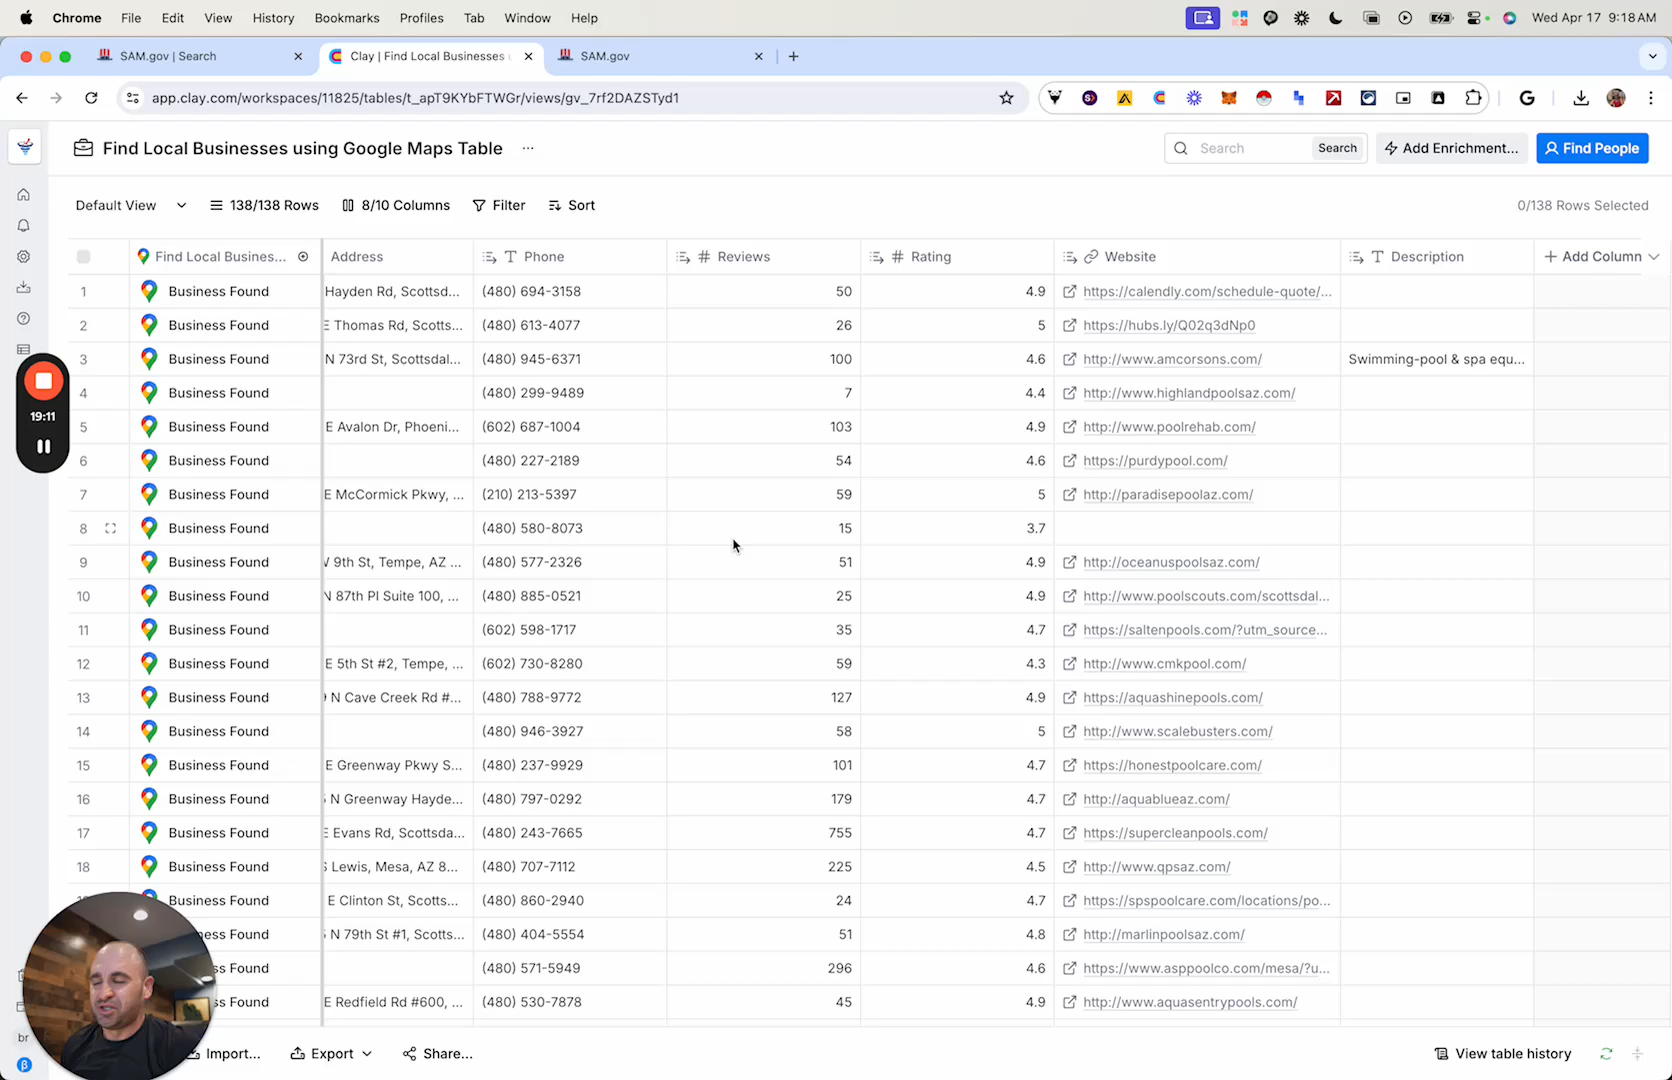 Chrome File Edit View History Bookmarks Profiles Tab Window Help Wed Apr 17 9:18 AM
SAM.gov | Search Clay | Find Local Businesses SAM.gov
app.clay.com/workspaces/11825/tables/t_apT9KYbFTWGr/views/gv_7rf2DAZSTyd1
Find Local Businesses using Google Maps Table ... Search Search Add Enrichment... Find People
Default View 138/138 Rows 8/10 Columns Filter Sort 0/138 Rows Selected
Find Local Busines... Address Phone Reviews Rating Website Description + Add Column
1 Business Found Hayden Rd, Scottsd... (480) 694-3158 50 4.9 https://calendly.com/schedule-quote/...
2 Business Found E Thomas Rd, Scotts... (480) 613-4077 26 5 https://hubs.ly/Q02q3dNp0
3 Business Found N 73rd St, Scottsdal... (480) 945-6371 100 4.6 http://www.amcorsons.com/ Swimming-pool & spa equ...
4 Business Found (480) 299-9489 7 4.4 http://www.highlandpoolsaz.com/
5 Business Found E Avalon Dr, Phoeni... (602) 687-1004 103 4.9 http://www.poolrehab.com/
6 Business Found (480) 227-2189 54 4.6 https://purdypool.com/
7 Business Found E McCormick Pkwy, ... (210) 213-5397 59 5 http://paradisepoolaz.com/
8 Business Found (480) 580-8073 15 3.7
9 Business Found W 9th St, Tempe, AZ ... (480) 577-2326 51 4.9 http://oceanuspoolsaz.com/
10 Business Found N 87th Pl Suite 100, ... (480) 885-0521 25 4.9 http://www.poolscouts.com/scottsdal...
11 Business Found (602) 598-1717 35 4.7 https://saltenpools.com/?utm_source...
12 Business Found E 5th St #2, Tempe, ... (602) 730-8280 59 4.3 http://www.cmkpool.com/
13 Business Found N Cave Creek Rd #... (480) 788-9772 127 4.9 https://aquashinepools.com/
14 Business Found (480) 946-3927 58 5 http://www.scalebusters.com/
15 Business Found E Greenway Pkwy S... (480) 237-9929 101 4.7 https://honestpoolcare.com/
16 Business Found N Greenway Hayde... (480) 797-0292 179 4.7 http://aquablueaz.com/
17 Business Found E Evans Rd, Scottsda... (480) 243-7665 755 4.7 https://supercleanpools.com/
18 Business Found S Lewis, Mesa, AZ 8... (480) 707-7112 225 4.5 http://www.qpsaz.com/
Business Found E Clinton St, Scotts... (480) 860-2940 24 4.7 https://spspoolcare.com/locations/po...
ss Found N 79th St #1, Scotts... (480) 404-5554 51 4.8 http://marlinpoolsaz.com/
ss Found (480) 571-5949 296 4.6 https://www.asppoolco.com/mesa/?u...
ss Found E Redfield Rd #600, ... (480) 530-7878 45 4.9 http://www.aquasentrypools.com/
19:11
br
Import... Export Share... View table history